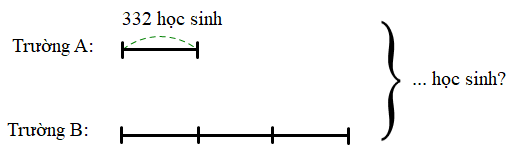 332 học sinh
Trường A:
... học sinh?
Trường B: